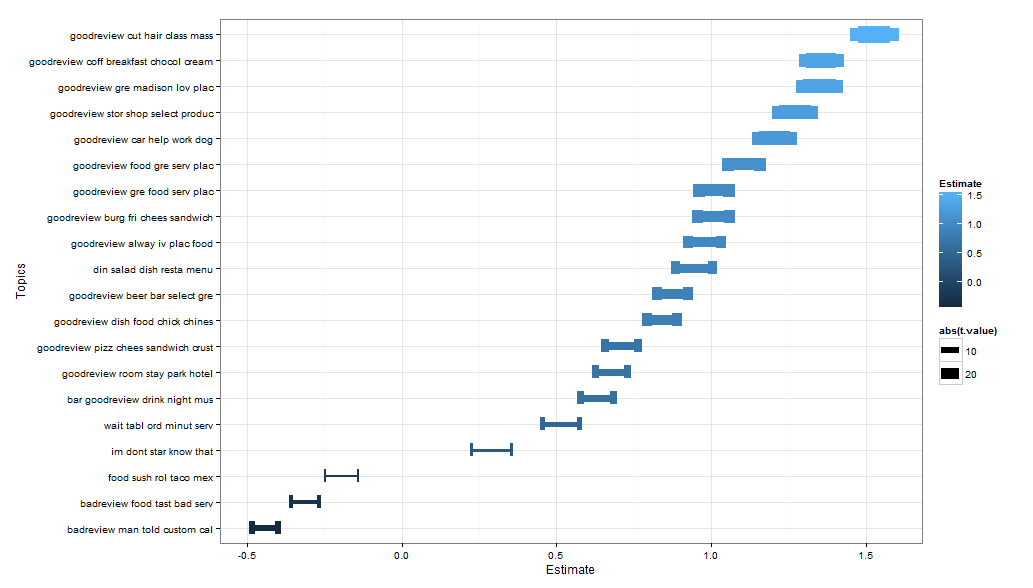 goodreview cut hair class mass
goodreview coff breakfast chocol cream
goodreview gre madison lov plac
goodreview stor shop select produc
goodreview car help work dog
goodreview food gre serv plac
goodreview gre food serv plac
goodreview burg fri chees sandwich
goodreview alway iv plac food
din salad dish resta menu
goodreview beer bar select gre
goodreview dish food chick chines
goodreview pizz chees sandwich crust
goodreview room stay park hotel
bar goodreview drink night mus
wait tabl ord minut serv
im dont star know that
food sush rol taco mex
badreview food tast bad serv
badreview man told custom cal
Topics
-0.5 0.0 0.5 1.0 1.5
Estimate
Estimate
1.5
1.0
0.5
0.0
abs(t.value)
10
20